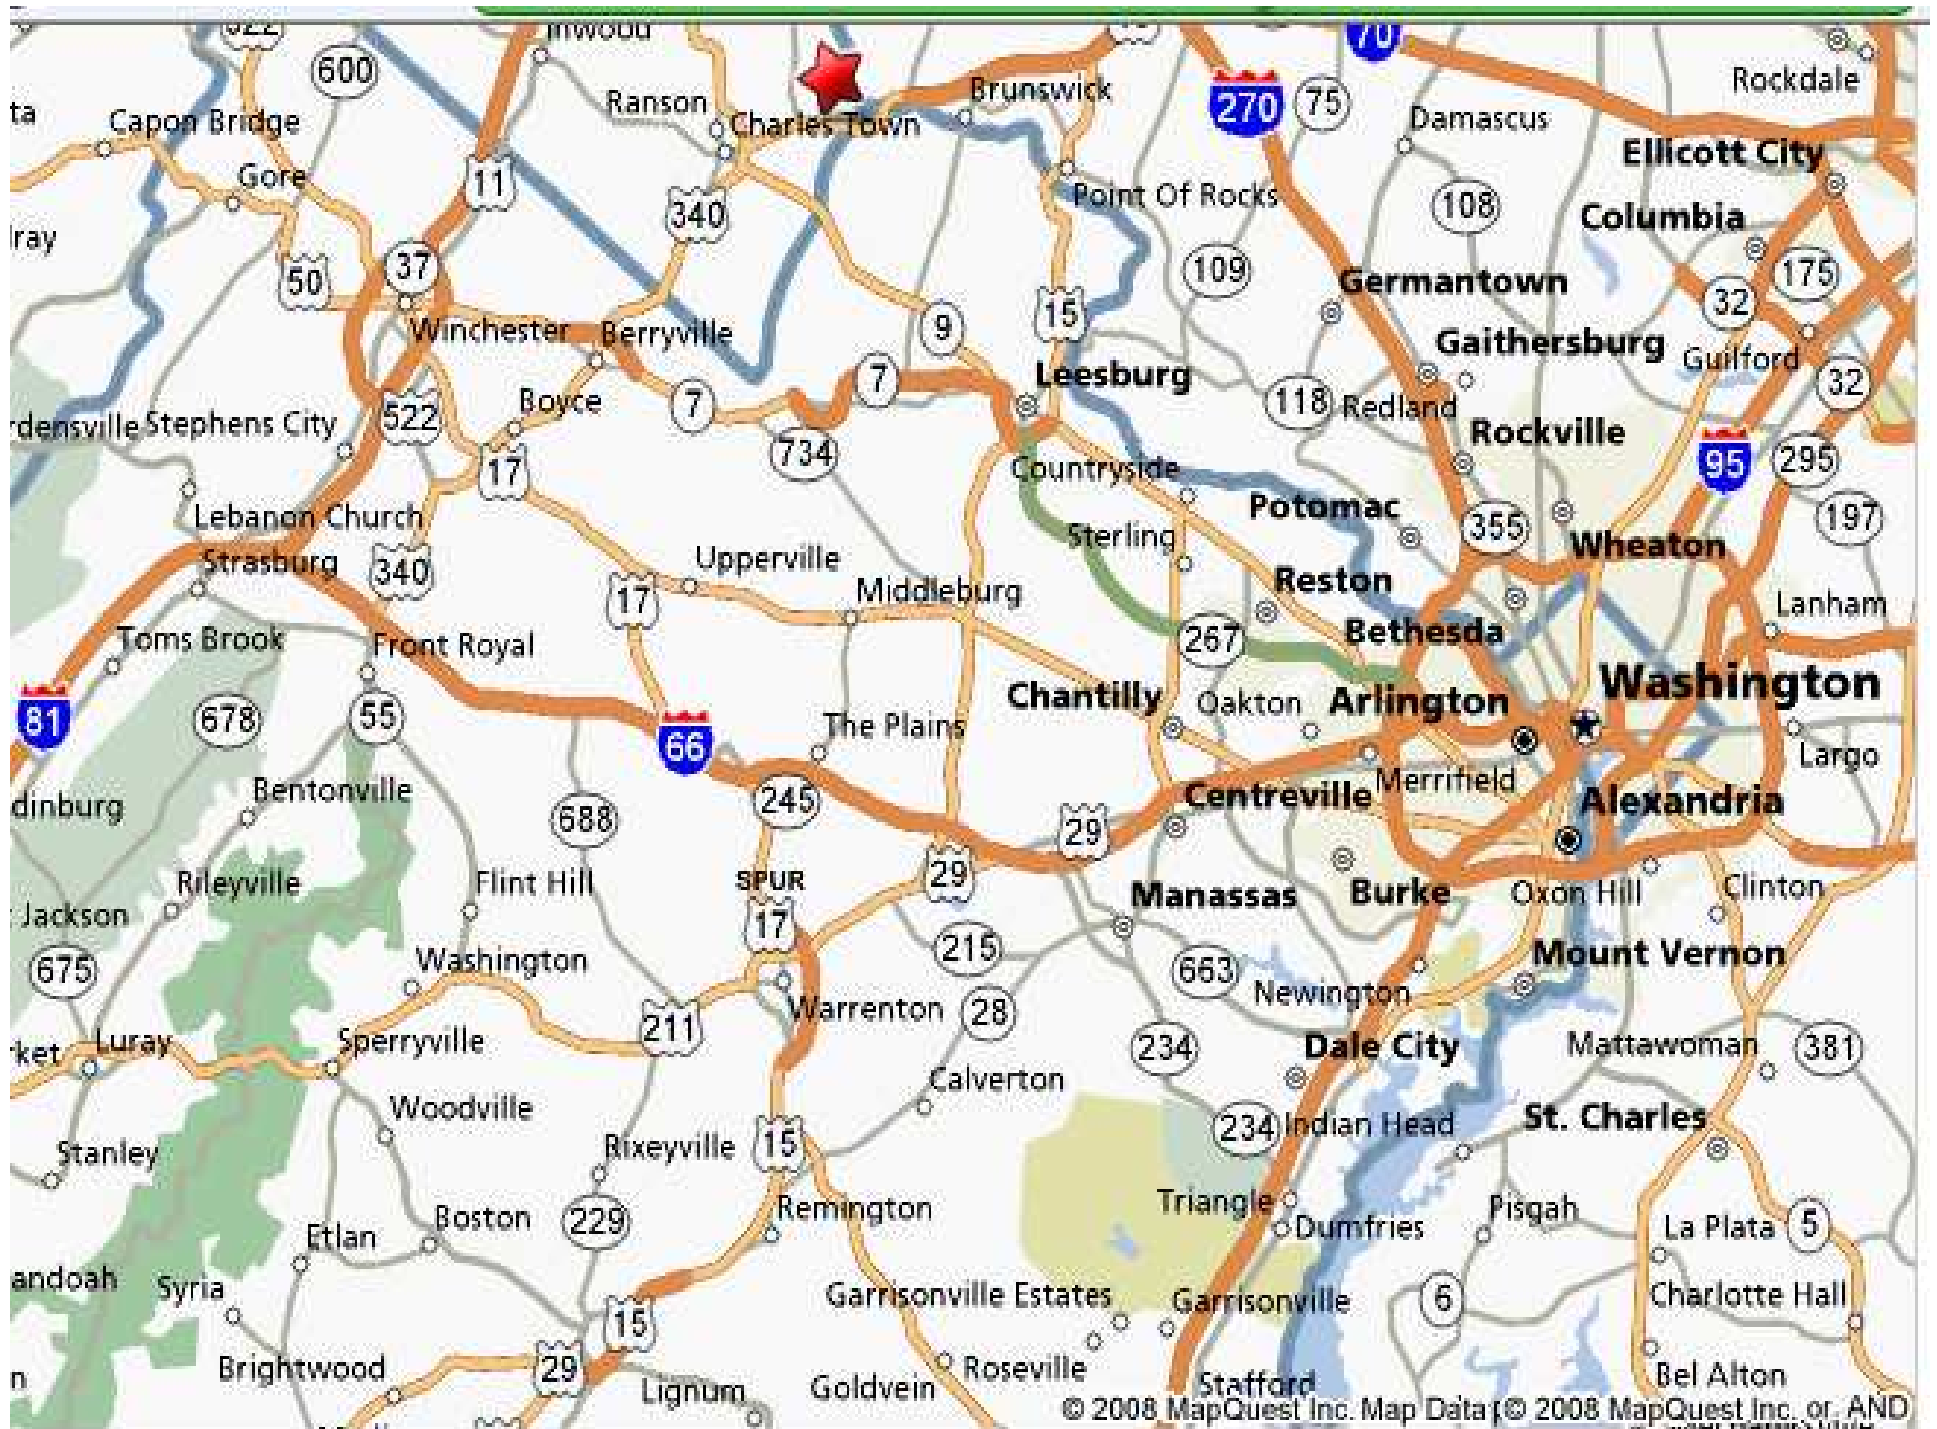 522
Inwood
70
600
Rockdale
Ranson
Brunswick
270
75
ta
Capon Bridge
Charles Town
Damascus
Ellicott City
Gore
11
340
Point Of Rocks
108
Columbia
lray
50
37
109
Germantown
175
32
Winchester
Berryville
9
15
Gaithersburg
Guilford
7
7
Leesburg
32
522
Boyce
118
Redland
rdensville
Stephens City
734
Rockville
17
Countryside
95
295
Lebanon Church
Potomac
355
197
Strasburg
340
Upperville
Sterling
Wheaton
17
Middleburg
Reston
Lanham
Toms Brook
Front Royal
267
Bethesda
Washington
81
678
55
66
The Plains
Chantilly
Oakton
Arlington
Largo
dinburg
Bentonville
245
Merrifield
688
29
Centreville
Alexandria
Rileyville
Flint Hill
SPUR
29
Manassas
Burke
Oxon Hill
Clinton
Jackson
17
215
675
Washington
663
Newington
Mount Vernon
Warrenton
28
211
rket
Luray
Sperryville
234
Dale City
Mattawoman
381
Calverton
Woodville
234
Indian Head
St. Charles
Stanley
Rixeyville
15
Triangle
Pisgah
Etlan
Boston
229
Remington
Dumfries
La Plata
5
andoah
Syria
Garrisonville Estates
Garrisonville
6
Charlotte Hall
15
Brightwood
29
Lignum
Goldvein
Roseville
Stafford
Bel Alton
n
© 2008 MapQuest Inc. Map Data © 2008 MapQuest Inc. or AND